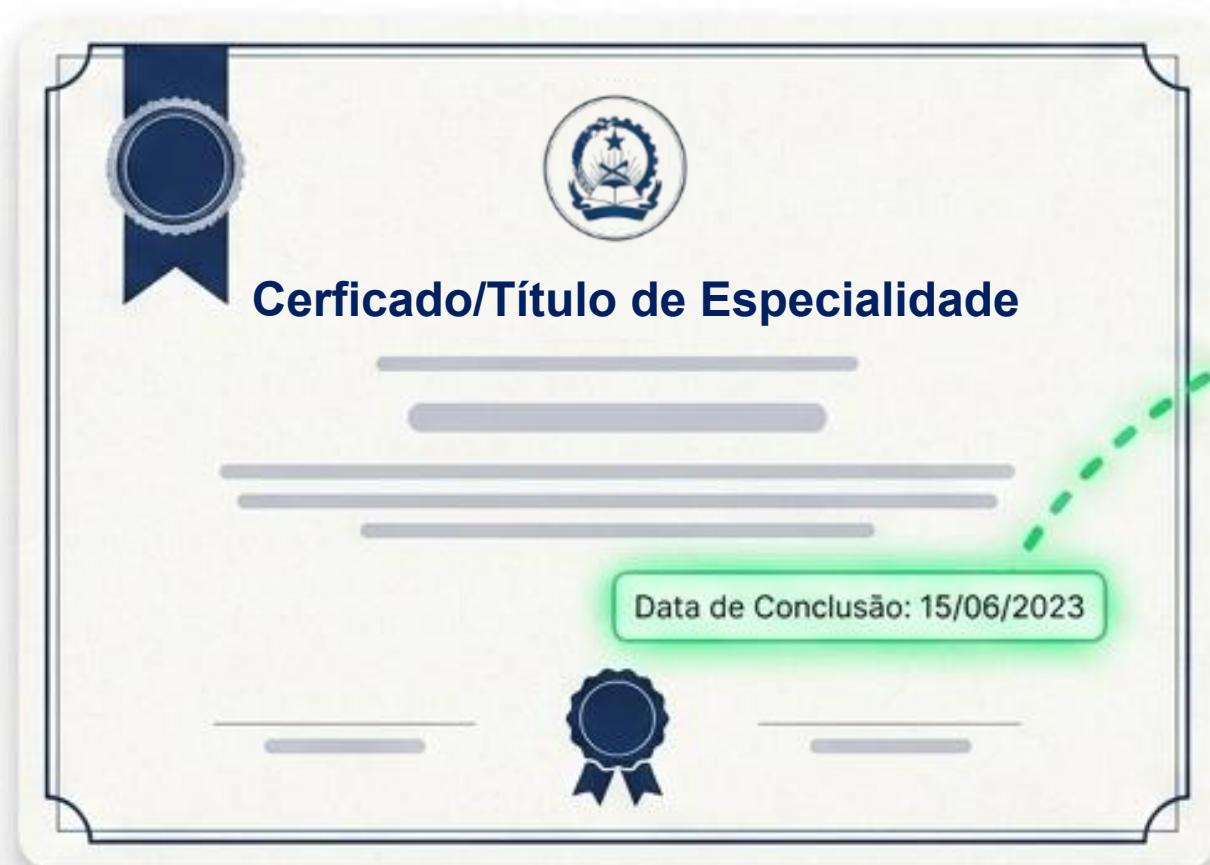 Cerficado/Título de Especialidade
Data de Conclusão: 15/06/2023